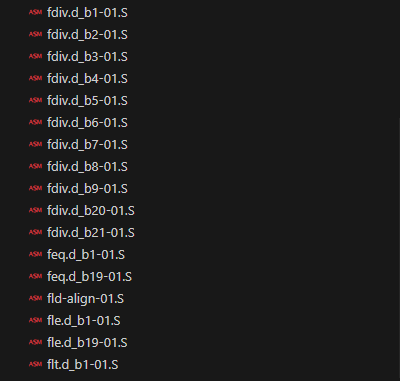 ASM fdiv.d_b1-01.S
ASM fdiv.d_b2-01.S
ASM fdiv.d_b3-01.S
ASM fdiv.d_b4-01.S
ASM fdiv.d_b5-01.S
ASM fdiv.d_b6-01.S
ASM fdiv.d_b7-01.S
ASM fdiv.d_b8-01.S
ASM fdiv.d_b9-01.S
ASM fdiv.d_b20-01.S
ASM fdiv.d_b21-01.S
ASM feq.d_b1-01.S
ASM feq.d_b19-01.S
ASM fld-align-01.S
ASM fle.d_b1-01.S
ASM fle.d_b19-01.S
ASM flt.d_b1-01.S